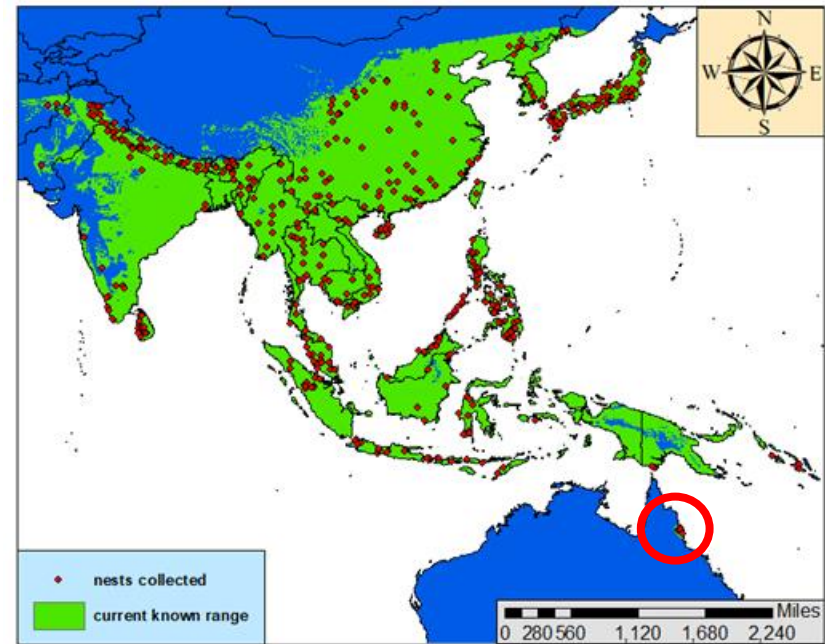 N
W E
S
nests collected
current known range
Miles
0 280 560 1,120 1,680 2,240